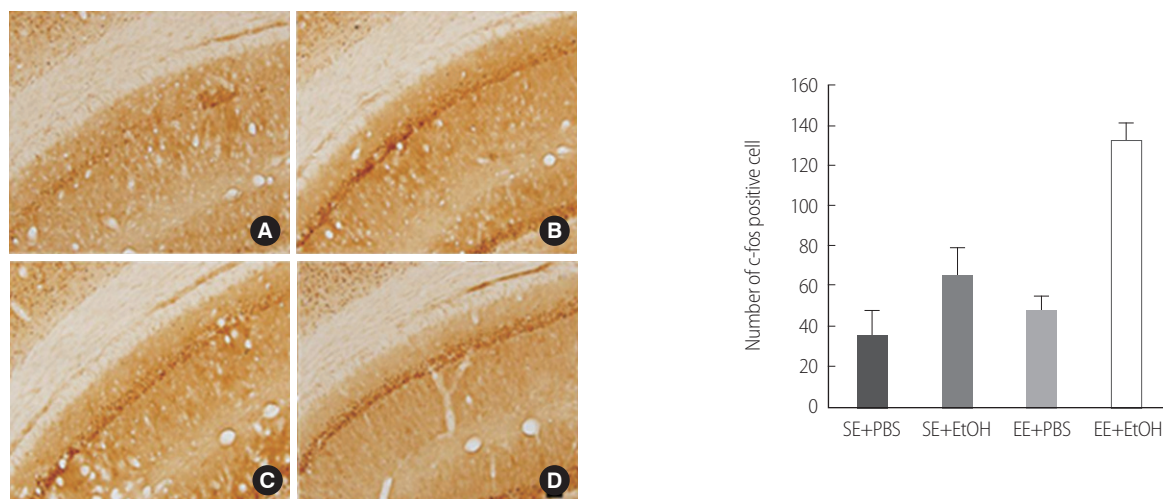 A
B
C
D
Number of c-fos positive cell
160
140
120
100
80
60
40
20
0
SE+PBS SE+EtOH EE+PBS EE+EtOH